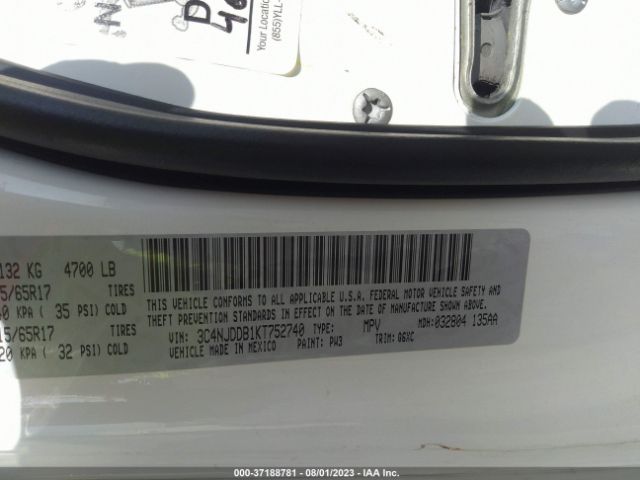 Your Location
(855)YLL-
132 KG 4700 LB
5/65R17 TIRES
0 KPA ( 35 PSI) COLD
15/65R17 TIRES
20 KPA ( 32 PSI) COLD
THIS VEHICLE CONFORMS TO ALL APPLICABLE U.S.A. FEDERAL MOTOR VEHICLE SAFETY AND
THEFT PREVENTION STANDARDS IN EFFECT ON THE DATE OF MANUFACTURE SHOWN ABOVE.
VIN: 3C4NJDDB1KT752740 TYPE: MPV MDH: 032804 135AA
VEHICLE MADE IN MEXICO PAINT: PW3 TRIM: G6XC
000-37188781 - 08/01/2023 - IAA Inc.